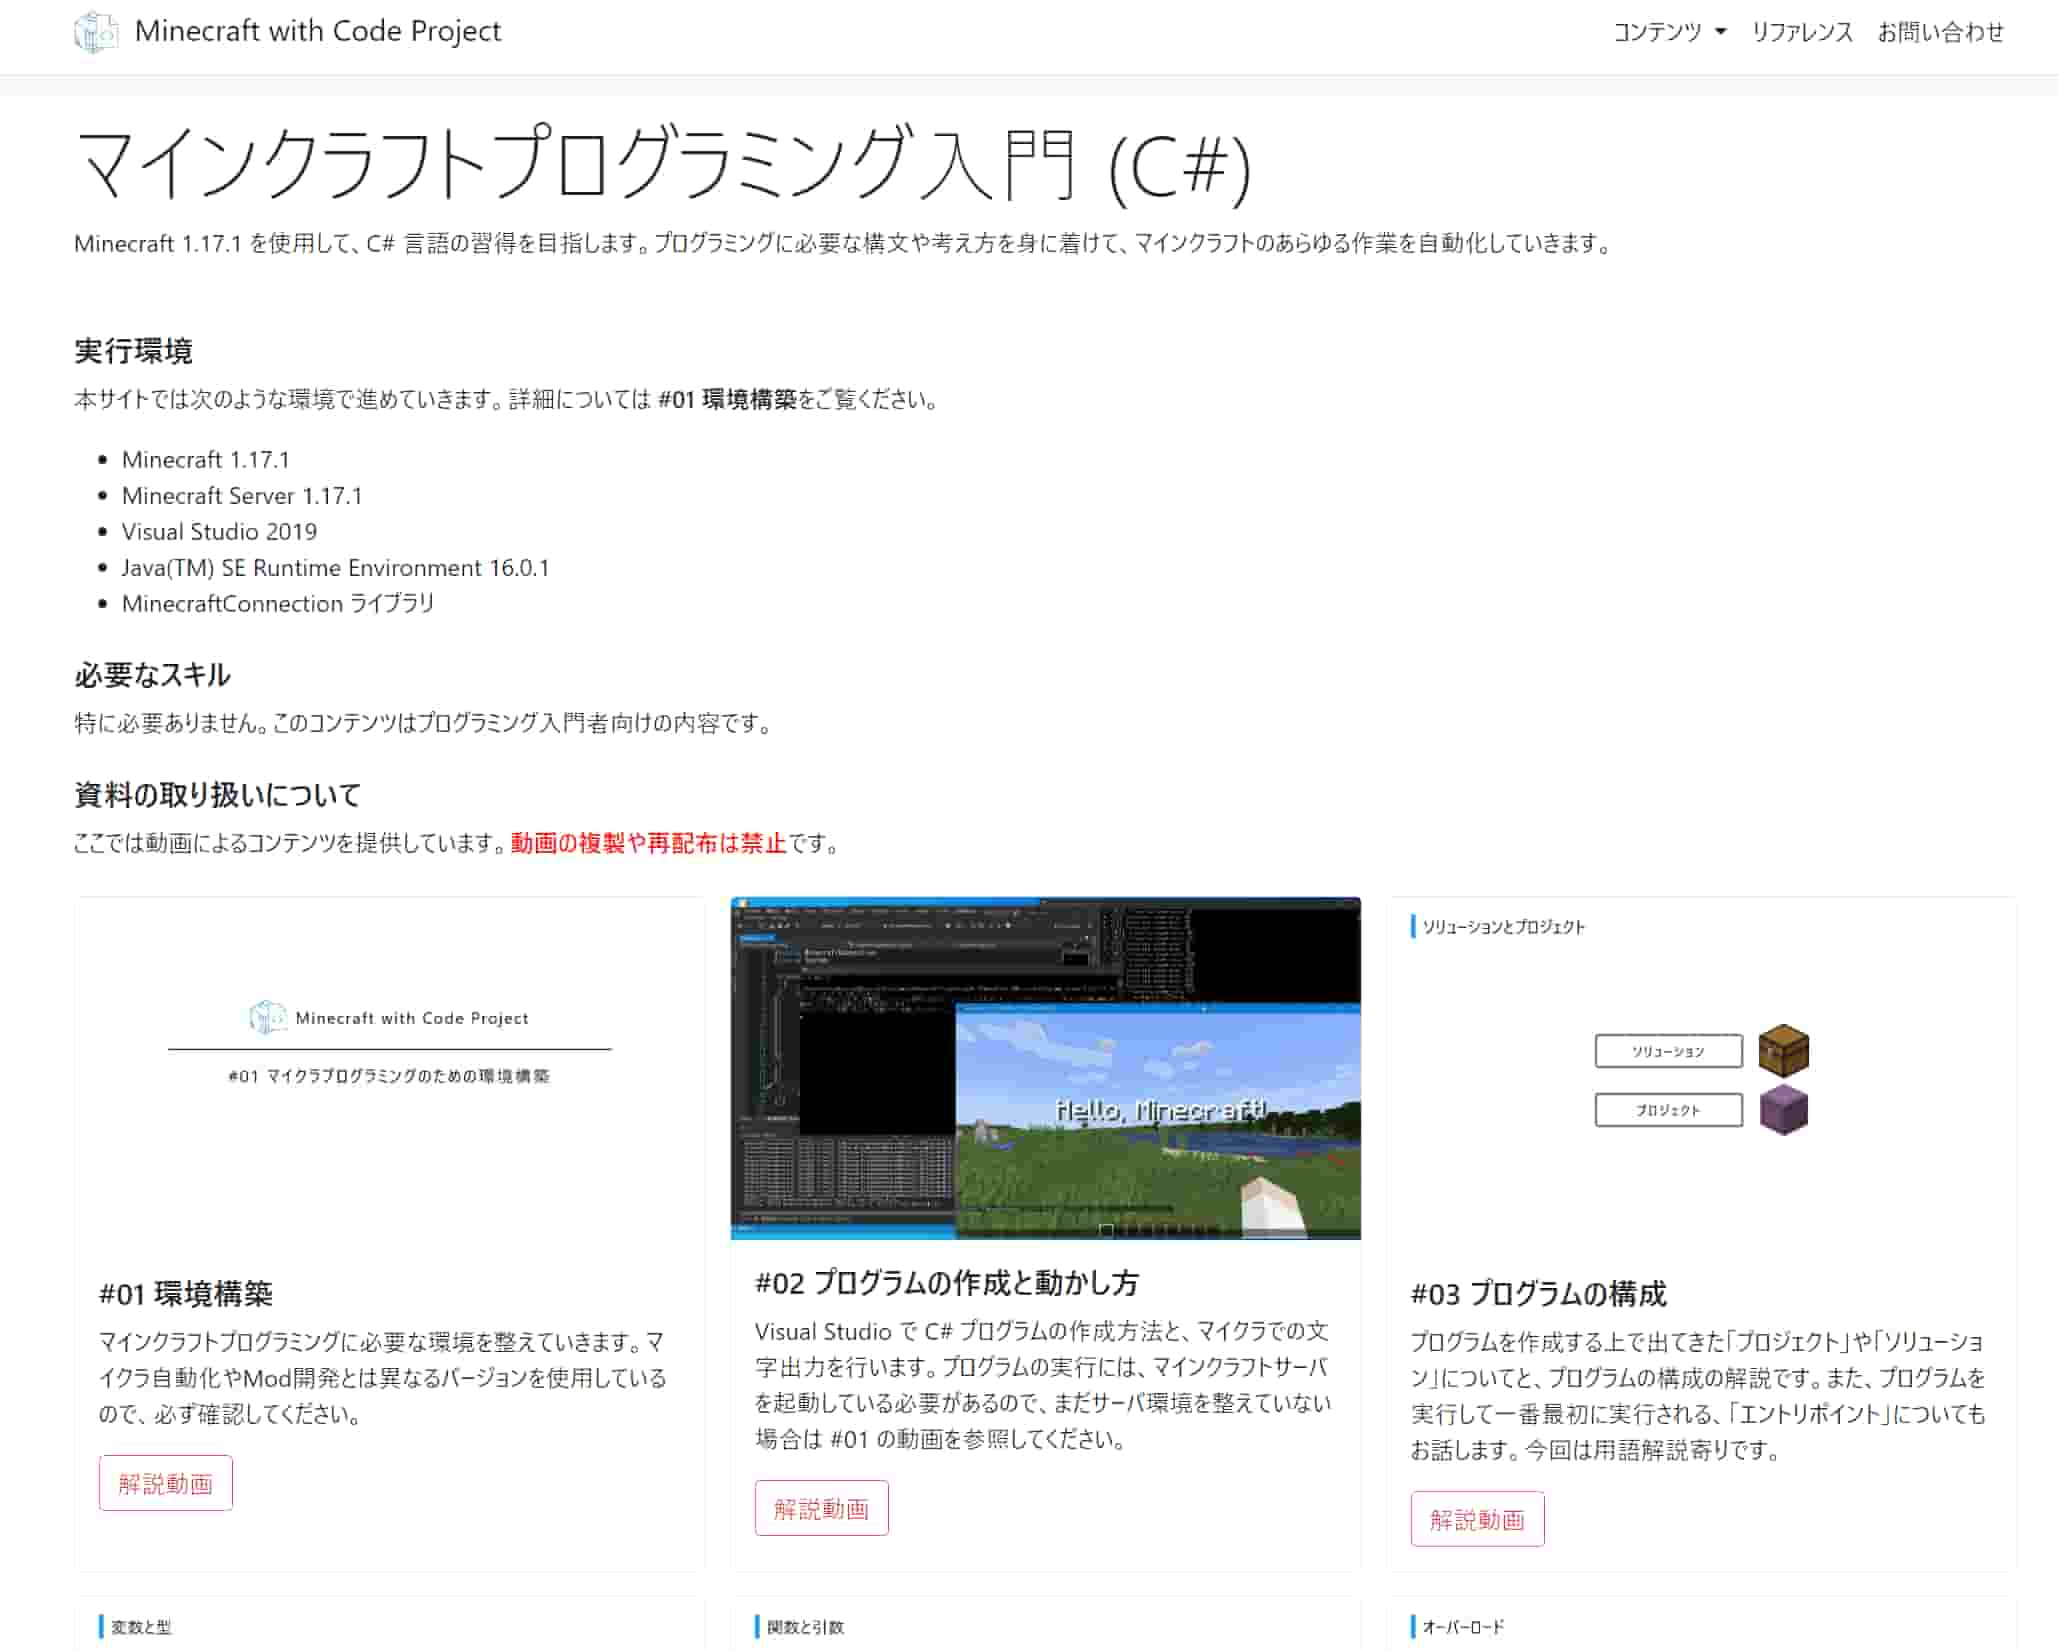 Minecraft with Code Project
コンテンツ リファレンス お問い合わせ
マインクラフトプログラミング入門 (C#)
Minecraft 1.17.1 を使用して、C# 言語の習得を目指します。プログラミングに必要な構文や考え方を身に着けて、マインクラフトのあらゆる作業を自動化していきます。
実行環境
本サイトでは次のような環境で進めていきます。詳細については #01 環境構築をご覧ください。
Minecraft 1.17.1
Minecraft Server 1.17.1
Visual Studio 2019
Java(TM) SE Runtime Environment 16.0.1
MinecraftConnection ライブラリ
必要なスキル
特に必要ありません。このコンテンツはプログラミング入門者向けの内容です。
資料の取り扱いについて
ここでは動画によるコンテンツを提供しています。動画の複製や再配布は禁止です。
Minecraft with Code Project
#01 マイクラプログラミングのための環境構築
#01 環境構築
マインクラフトプログラミングに必要な環境を整えていきます。マ
イクラ自動化やMod開発とは異なるバージョンを使用している
ので、必ず確認してください。
解説動画
Hello, Minecraft!
#02 プログラムの作成と動かし方
Visual Studio で C# プログラムの作成方法と、マイクラでの文
字出力を行います。プログラムの実行には、マインクラフトサーバ
を起動している必要があるので、まだサーバ環境を整えていない
場合は #01 の動画を参照してください。
解説動画
ソリューションとプロジェクト
ソリューション
プロジェクト
#03 プログラムの構成
プログラムを作成する上で出てきた「プロジェクト」や「ソリューショ
ン」についてと、プログラムの構成の解説です。また、プログラムを
実行して一番最初に実行される、「エントリポイント」についても
お話します。今回は用語解説寄りです。
解説動画
変数と型
関数と引数
オーバーロード